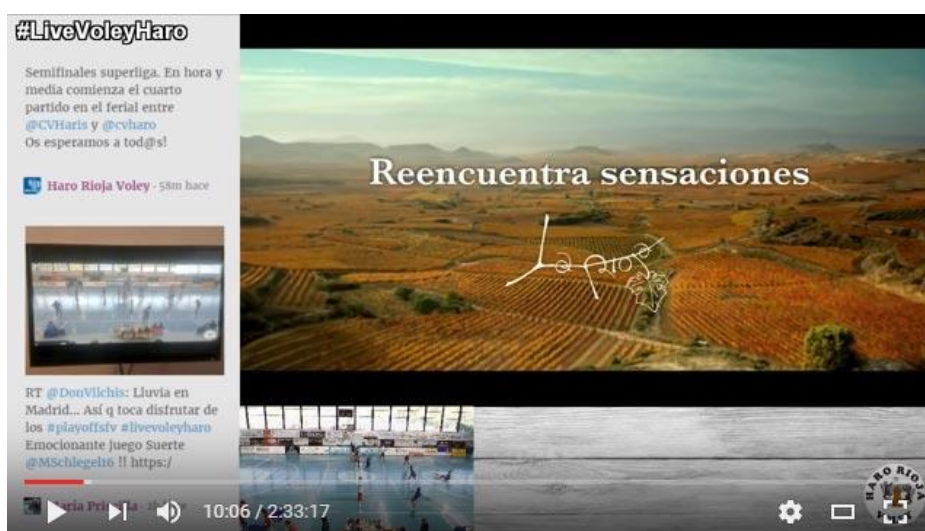 #LiveVoleyHaro
Semifinales superliga. En hora y
media comienza el cuarto
partido en el ferial entre
@CVHaris y @cvharo
Os esperamos a tod@s!
Haro Rioja Voley · 58m hace
RT @DonVilchis: Lluvia en
Madrid... Así q toca disfrutar de
los #playoffsfv #livevoleyharo
Emocionante Juego Suerte
@MSchlegel16 !! https:/
Reencuentra sensaciones
La Rioja
HARO RIOJA
10:06 / 2:33:17